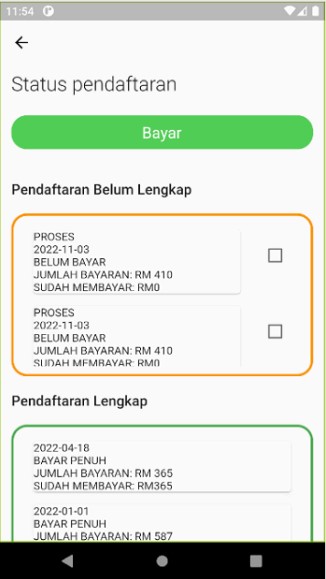 11:54
Status pendaftaran
Bayar
Pendaftaran Belum Lengkap
PROSES
2022-11-03
BELUM BAYAR
JUMLAH BAYARAN: RM 410
SUDAH MEMBAYAR: RM0
PROSES
2022-11-03
BELUM BAYAR
JUMLAH BAYARAN: RM 410
SUDAH MEMBAYAR: RM0
Pendaftaran Lengkap
2022-04-18
BAYAR PENUH
JUMLAH BAYARAN: RM 365
SUDAH MEMBAYAR: RM365
2022-01-01
BAYAR PENUH
JUMLAH BAYARAN: RM 587